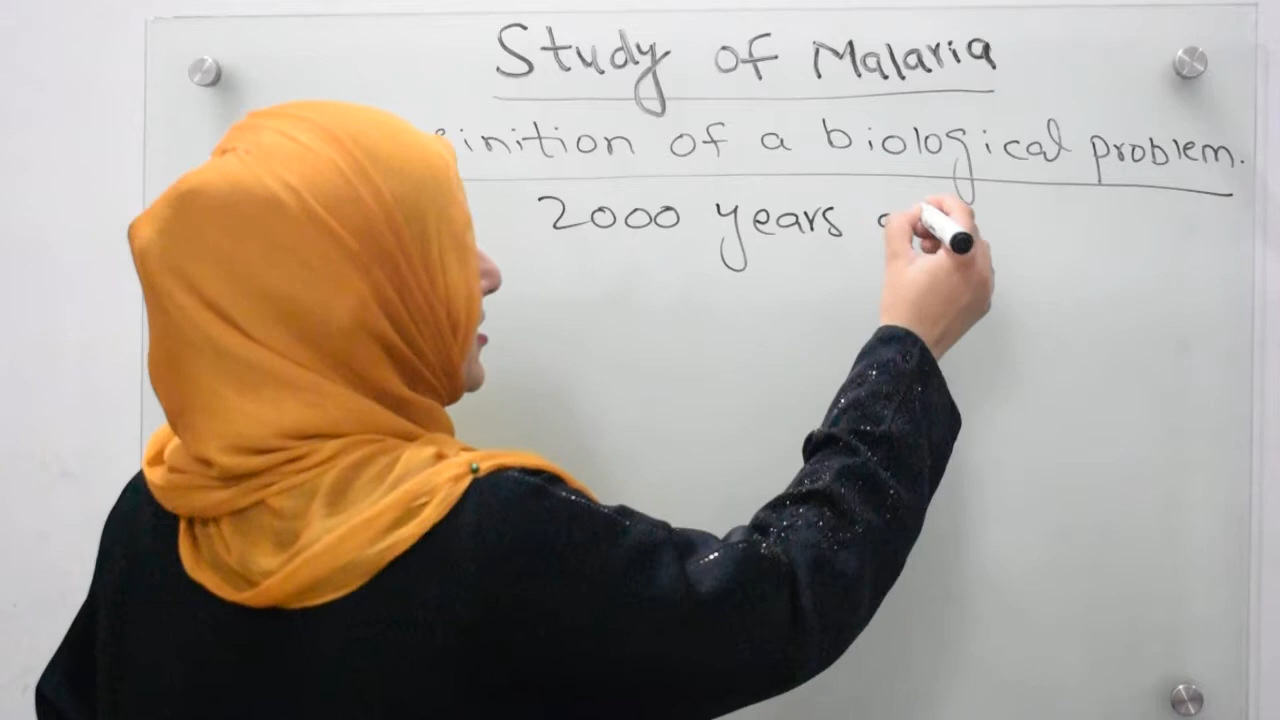 Study of Malaria
inition of a biological problem.
2000 years